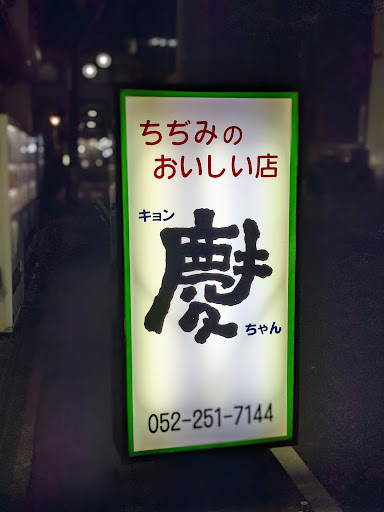 ちぢみの
おいしい店
キョン
慶
ちゃん
052-251-7144